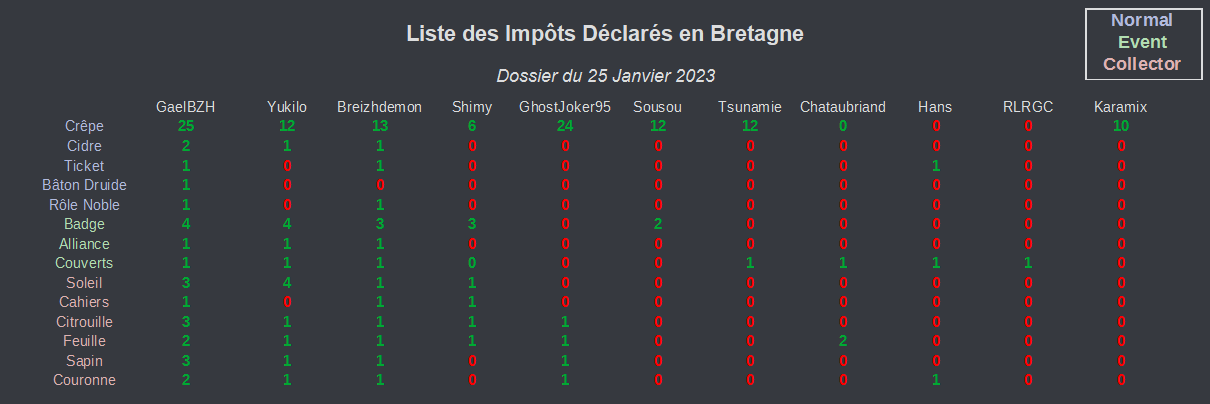 Normal
Liste des Impôts Déclarés en Bretagne
Event
Collector
Dossier du 25 Janvier 2023
GaelBZH Yukilo Breizhdemon Shimy GhostJoker95 Sousou Tsunamie Chataubriand Hans RLRGC Karamix
Crêpe 25 12 13 6 24 12 12 0 0 0 10
Cidre 2 1 1 0 0 0 0 0 0 0 0
Ticket 1 0 1 0 0 0 0 0 1 0 0
Bâton Druide 1 0 0 0 0 0 0 0 0 0 0
Rôle Noble 1 0 1 0 0 0 0 0 0 0 0
Badge 4 4 3 3 0 2 0 0 0 0 0
Alliance 1 1 1 0 0 0 0 0 0 0 0
Couverts 1 1 1 0 0 0 1 1 1 1 0
Soleil 3 4 1 1 0 0 0 0 0 0 0
Cahiers 1 0 1 1 0 0 0 0 0 0 0
Citrouille 3 1 1 1 1 0 0 0 0 0 0
Feuille 2 1 1 1 1 0 0 2 0 0 0
Sapin 3 1 1 0 1 0 0 0 0 0 0
Couronne 2 1 1 0 1 0 0 0 1 0 0